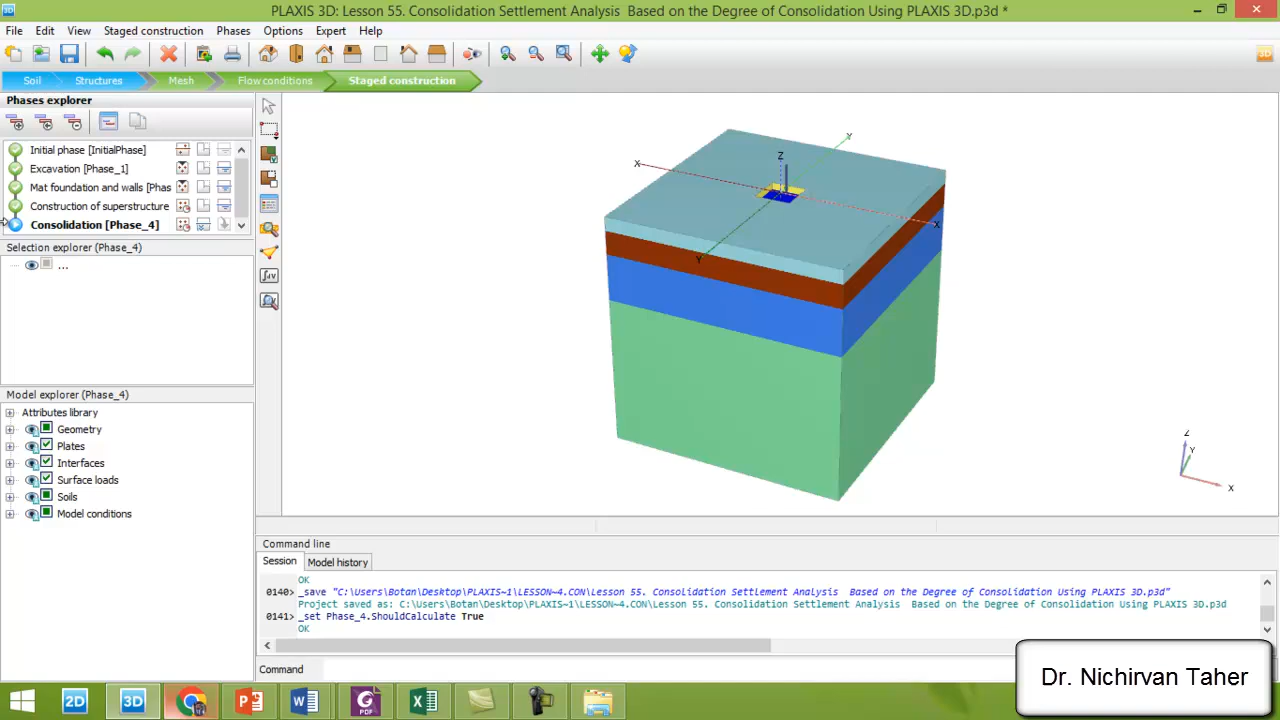 PLAXIS 3D: Lesson 55. Consolidation Settlement Analysis  Based on the Degree of Consolidation Using PLAXIS 3D.p3d *
File Edit View Staged construction Phases Options Expert Help
Soil Structures Mesh Flow conditions Staged construction
Phases explorer
Initial phase [InitialPhase]
Excavation [Phase_1]
Mat foundation and walls [Phas
Construction of superstructure
Consolidation [Phase_4]
Selection explorer (Phase_4)
...
Model explorer (Phase_4)
Attributes library
Geometry
Plates
Interfaces
Surface loads
Soils
Model conditions
Y
Z
X
X
Y
Z
Y
X
Command line
Session Model history
OK
0140> _save "C:\Users\Botan\Desktop\PLAXIS~1\LESSON~4.CON\Lesson 55. Consolidation Settlement Analysis  Based on the Degree of Consolidation Using PLAXIS 3D.p3d"
Project saved as: C:\Users\Botan\Desktop\PLAXIS~1\LESSON~4.CON\Lesson 55. Consolidation Settlement Analysis  Based on the Degree of Consolidation Using PLAXIS 3D.p3d
0141> _set Phase_4.ShouldCalculate True
OK
Command
2D 3D PDF
Dr. Nichirvan Taher